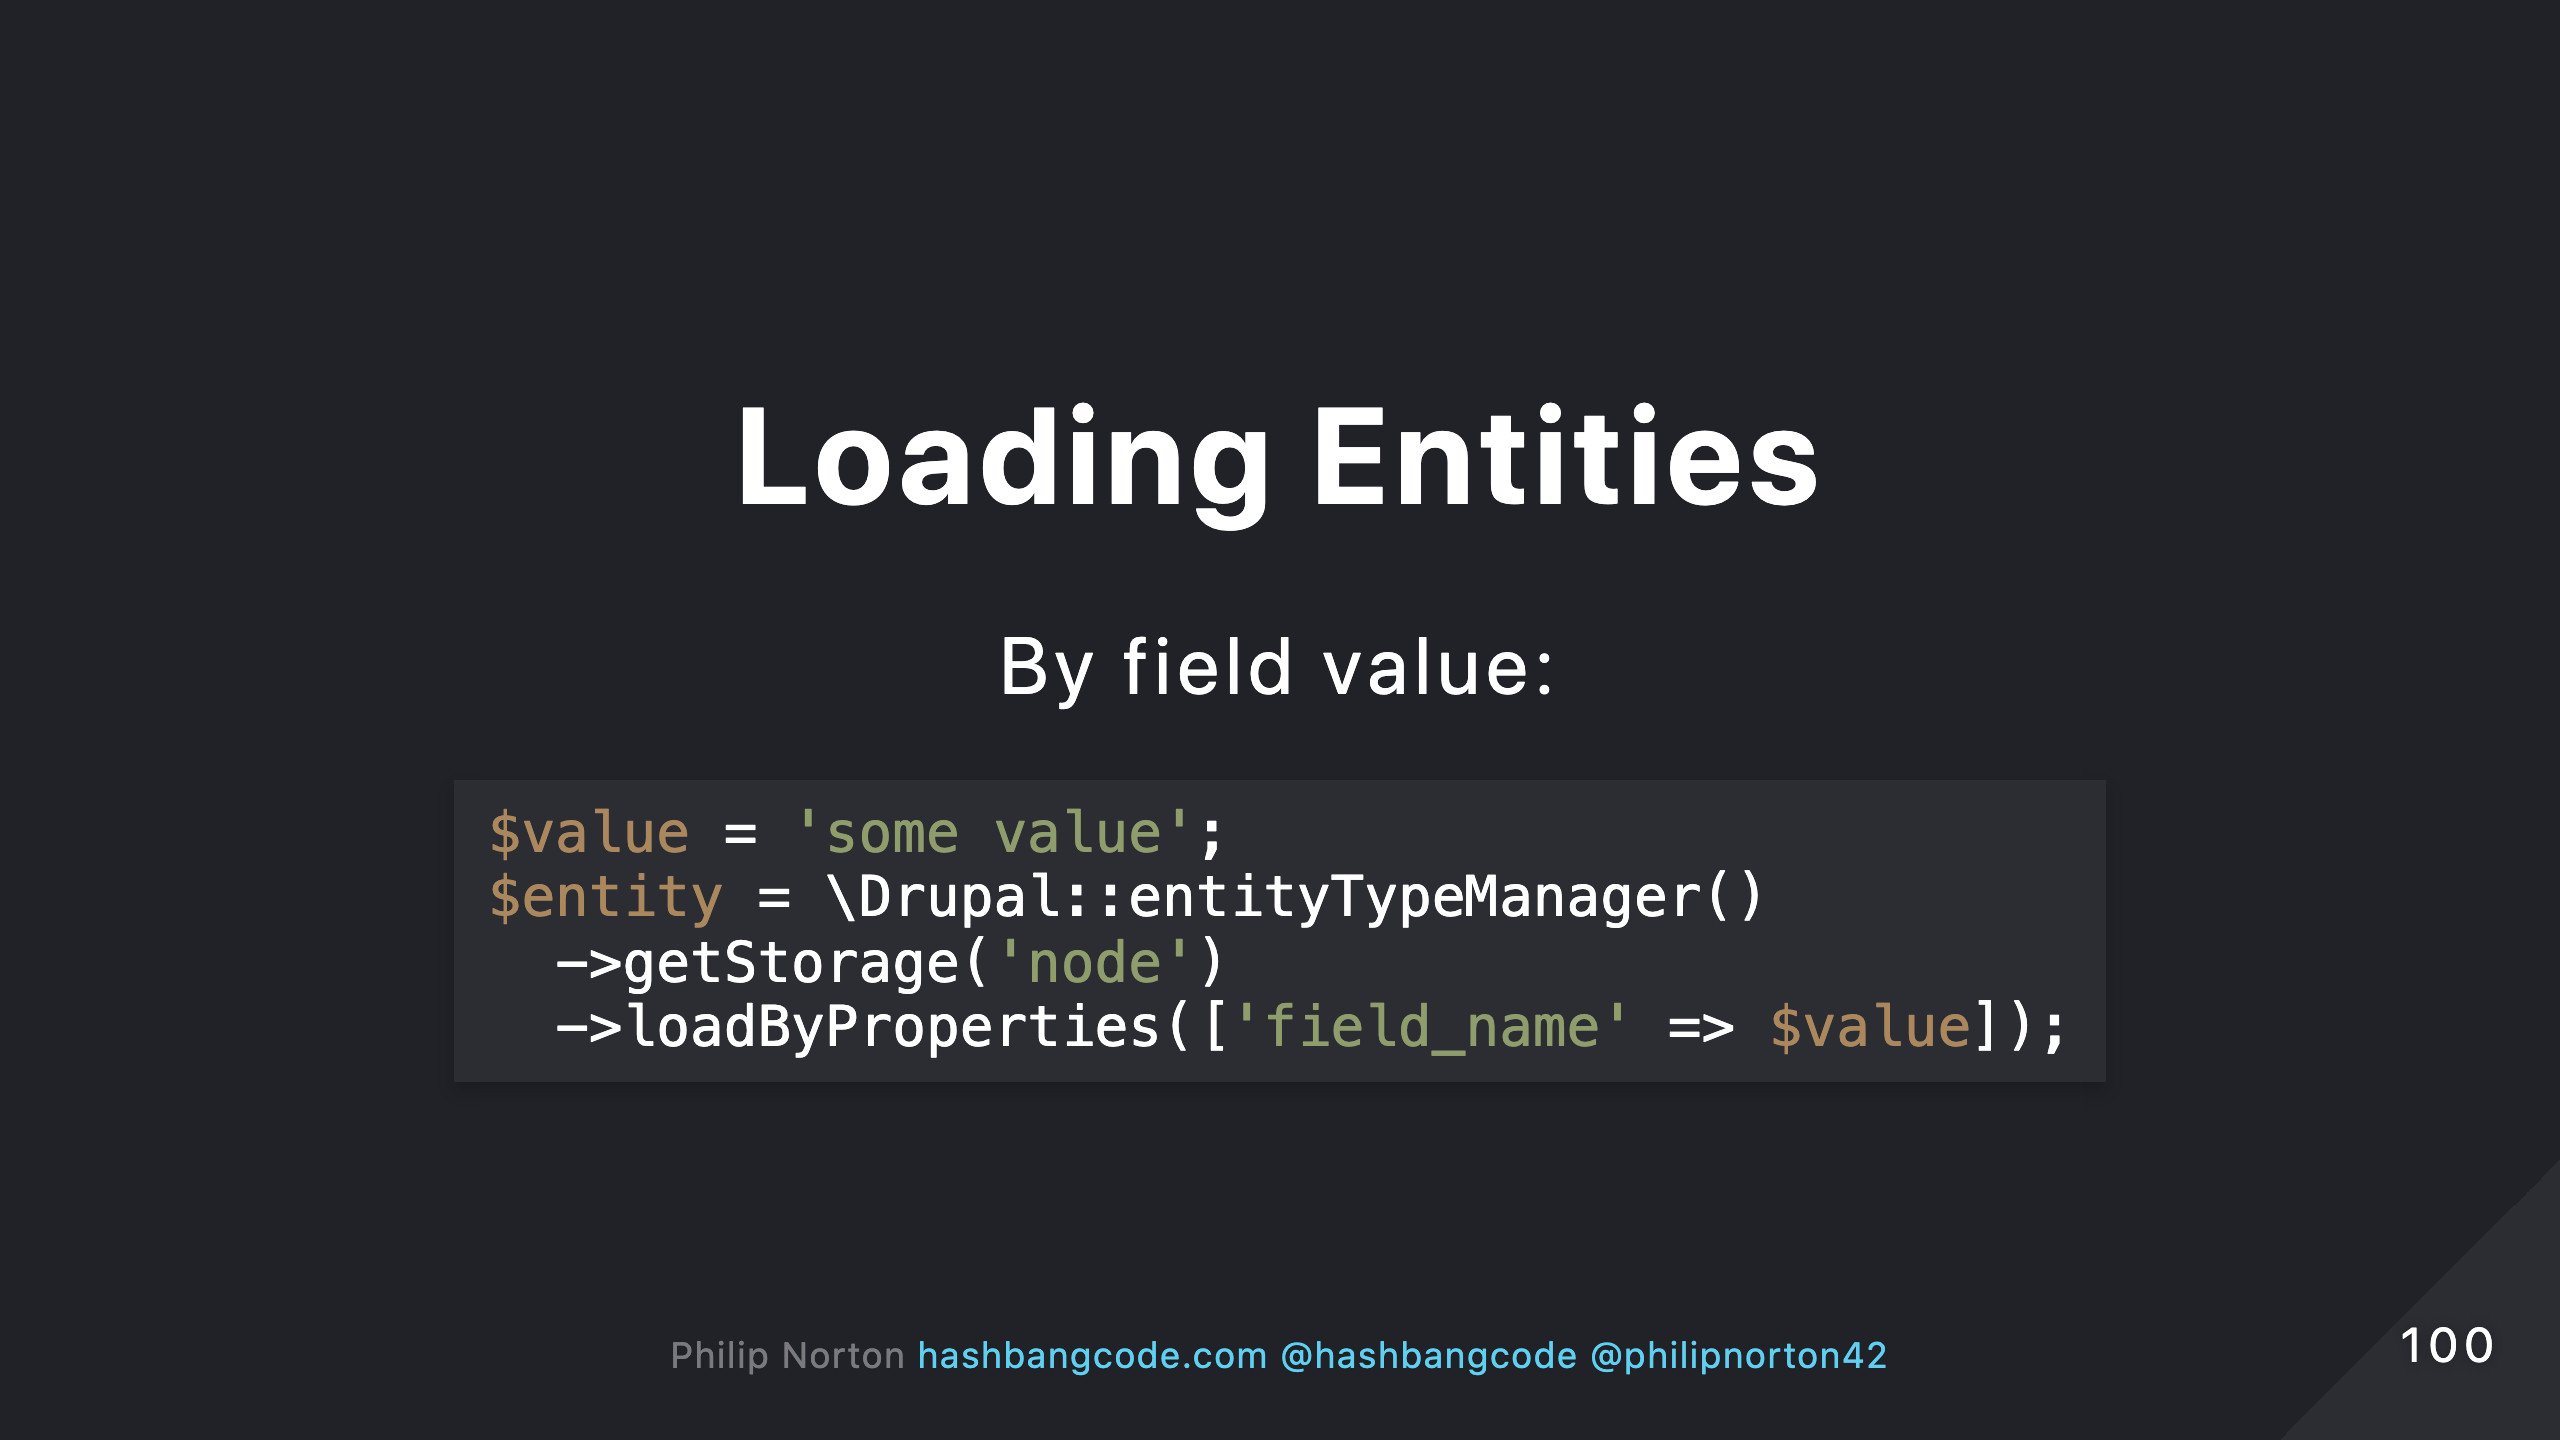 Loading Entities
By field value:
$value = 'some value';
$entity = \Drupal::entityTypeManager()
  ->getStorage('node')
  ->loadByProperties(['field_name' => $value]);
Philip Norton hashbangcode.com @hashbangcode @philipnorton42
100